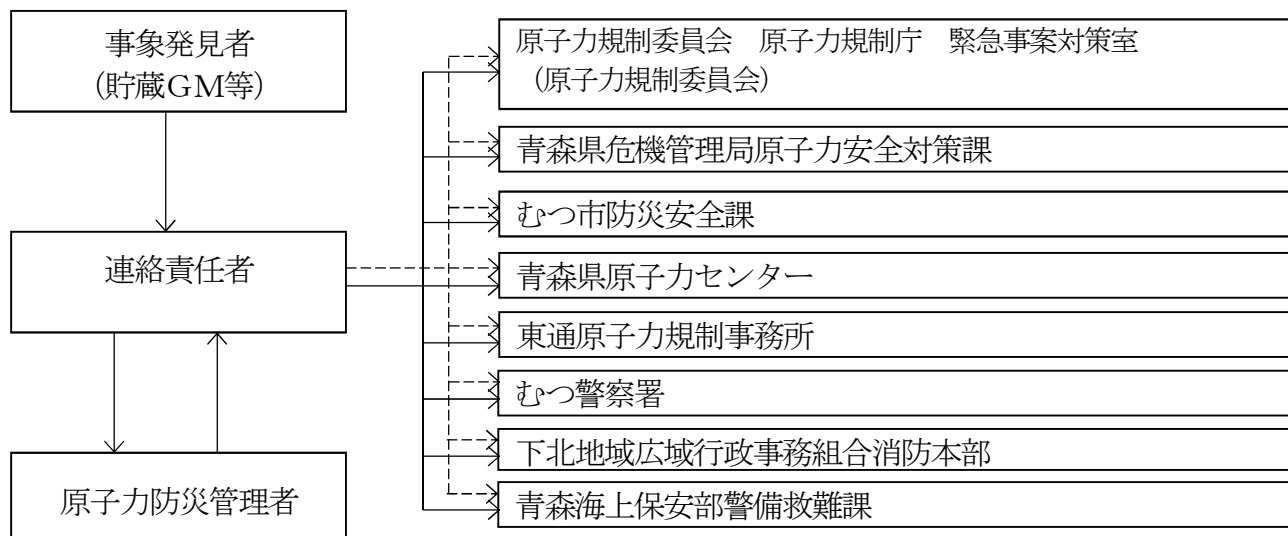 事象発見者
(貯蔵GM等)
連絡責任者
原子力防災管理者
原子力規制委員会　原子力規制庁　緊急事案対策室
（原子力規制委員会）
青森県危機管理局原子力安全対策課
むつ市防災安全課
青森県原子力センター
東通原子力規制事務所
むつ警察署
下北地域広域行政事務組合消防本部
青森海上保安部警備救難課